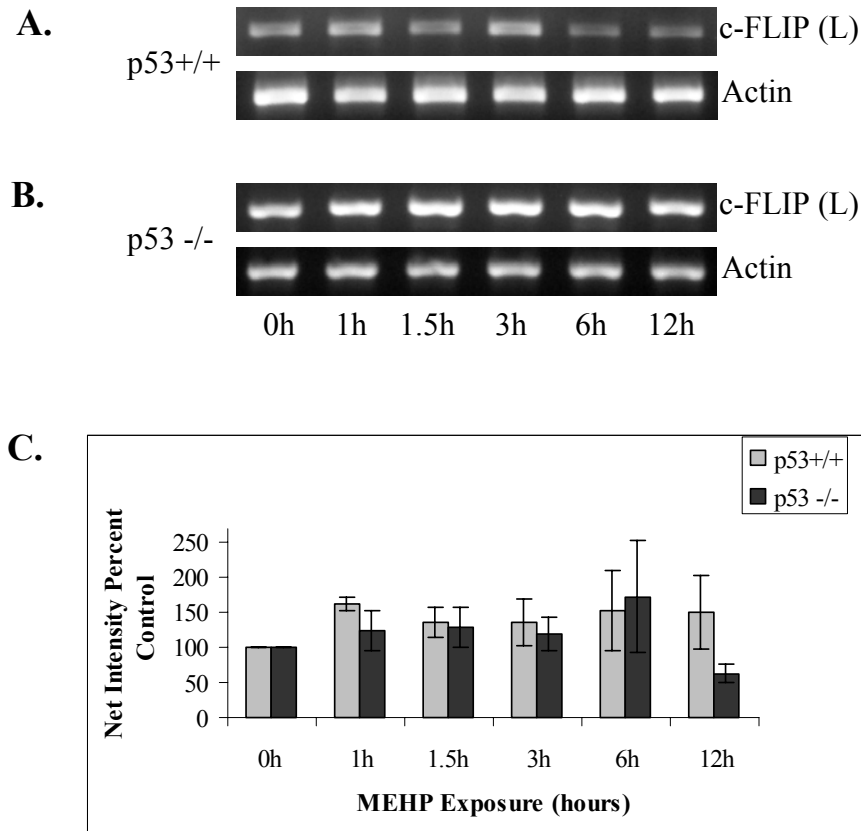 A.
c-FLIP (L)
p53+/+
Actin
B.
c-FLIP (L)
p53 -/-
Actin
0h 1h 1.5h 3h 6h 12h
C.
p53+/+
p53 -/-
Net Intensity Percent
Control
250
200
150
100
50
0
0h 1h 1.5h 3h 6h 12h
MEHP Exposure (hours)